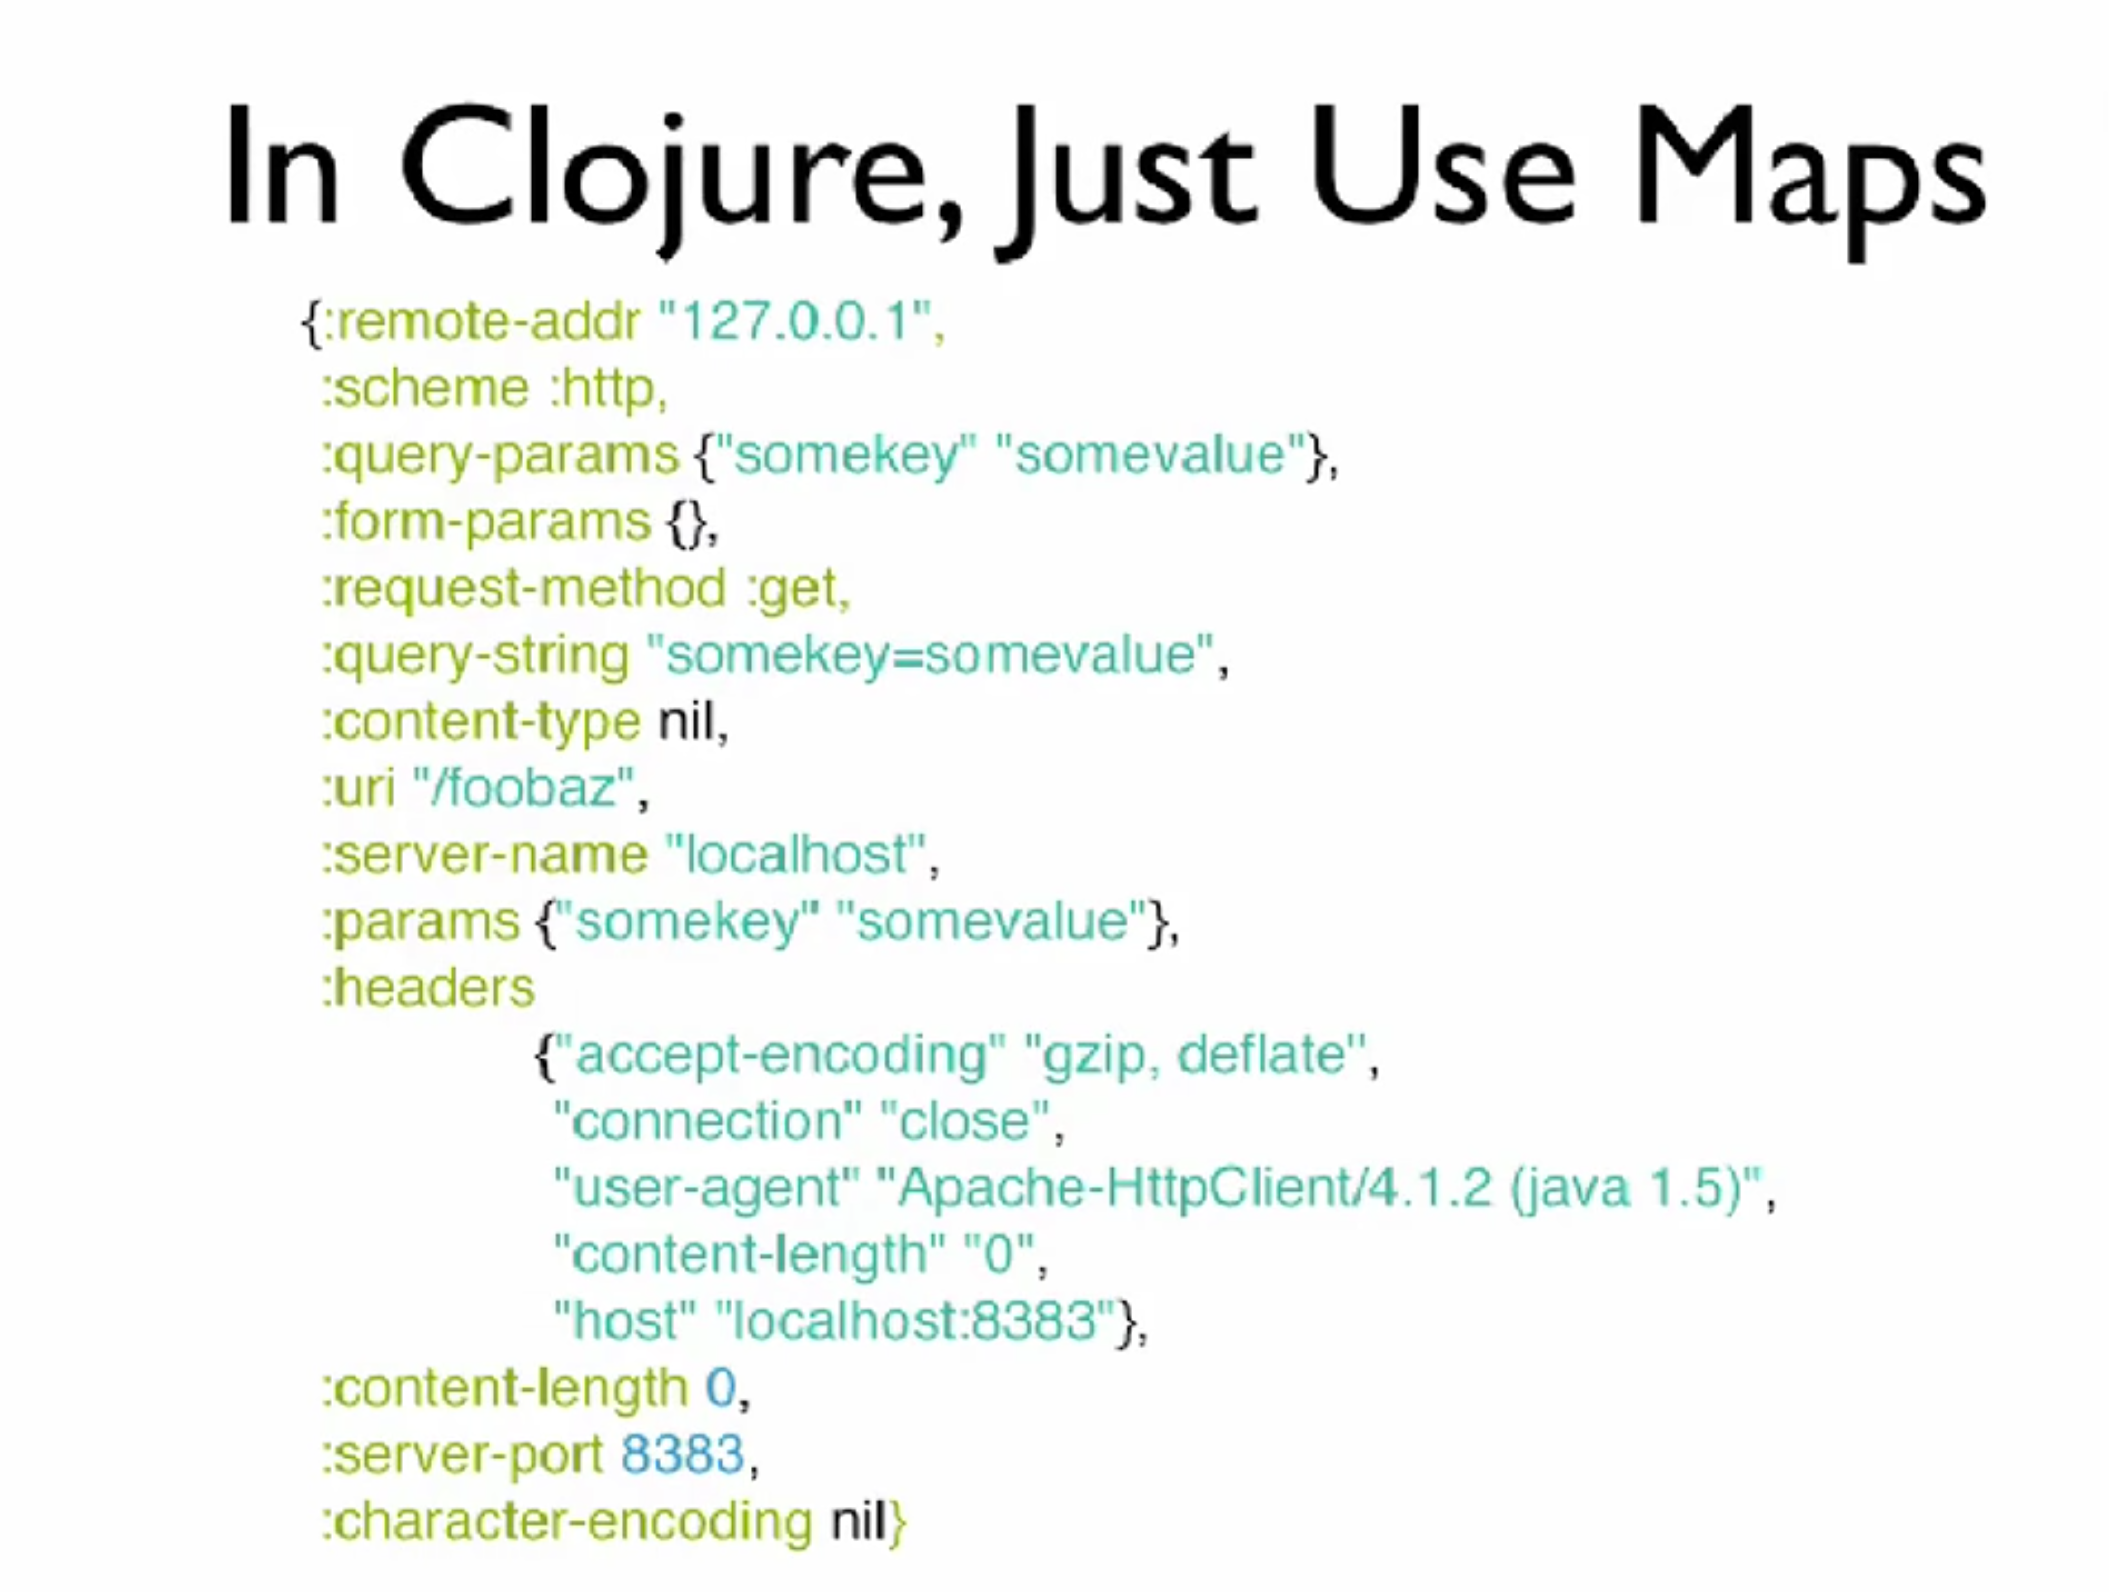 In Clojure, Just Use Maps
{:remote-addr "127.0.0.1",
:scheme :http,
:query-params {"somekey" "somevalue"},
:form-params {},
:request-method :get,
:query-string "somekey=somevalue",
:content-type nil,
:uri "/foobaz",
:server-name "localhost",
:params {"somekey" "somevalue"},
:headers
{"accept-encoding" "gzip, deflate",
"connection" "close",
"user-agent" "Apache-HttpClient/4.1.2 (java 1.5)",
"content-length" "0",
"host" "localhost:8383"},
:content-length 0,
:server-port 8383,
:character-encoding nil}